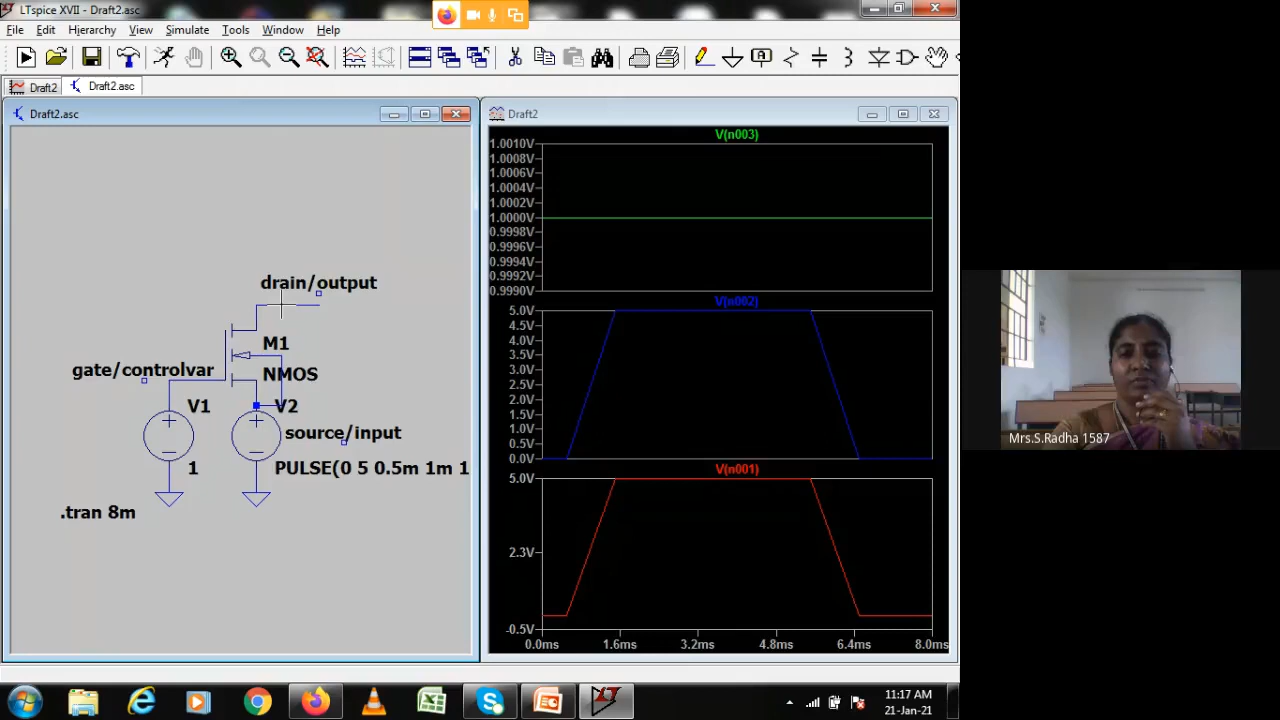 LTspice XVII - Draft2.asc
File Edit Hierarchy View Simulate Tools Window Help
Draft2 Draft2.asc
Draft2.asc
drain/output
M1
gate/controlvar
NMOS
V1 V2
source/input
1 PULSE(0 5 0.5m 1m 1
.tran 8m
Draft2
V(n003)
1.0010V
1.0008V
1.0006V
1.0004V
1.0002V
1.0000V
0.9998V
0.9996V
0.9994V
0.9992V
0.9990V
V(n002)
5.0V
4.5V
4.0V
3.5V
3.0V
2.5V
2.0V
1.5V
1.0V
0.5V
0.0V
V(n001)
5.0V
2.3V
-0.5V
0.0ms 1.6ms 3.2ms 4.8ms 6.4ms 8.0ms
Mrs.S.Radha 1587
11:17 AM
21-Jan-21